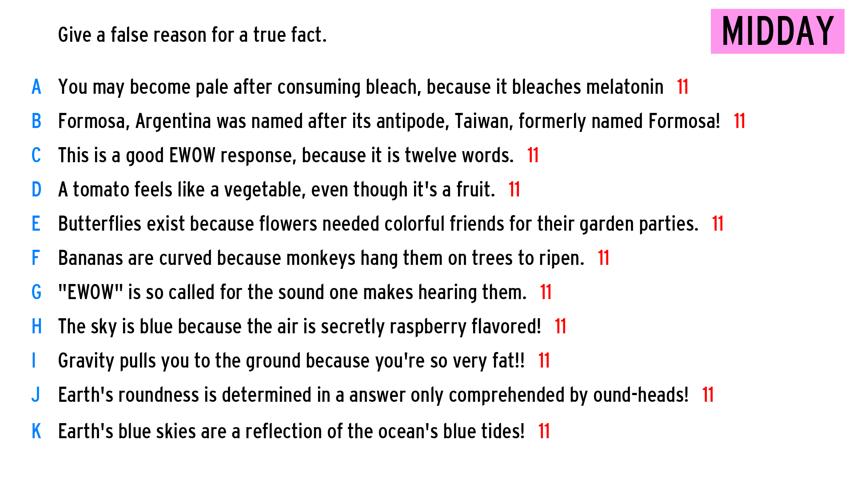 Give a false reason for a true fact.
MIDDAY
A You may become pale after consuming bleach, because it bleaches melatonin 11
B Formosa, Argentina was named after its antipode, Taiwan, formerly named Formosa! 11
C This is a good EWOW response, because it is twelve words. 11
D A tomato feels like a vegetable, even though it's a fruit. 11
E Butterflies exist because flowers needed colorful friends for their garden parties. 11
F Bananas are curved because monkeys hang them on trees to ripen. 11
G "EWOW" is so called for the sound one makes hearing them. 11
H The sky is blue because the air is secretly raspberry flavored! 11
I Gravity pulls you to the ground because you're so very fat!! 11
J Earth's roundness is determined in a answer only comprehended by ound-heads! 11
K Earth's blue skies are a reflection of the ocean's blue tides! 11